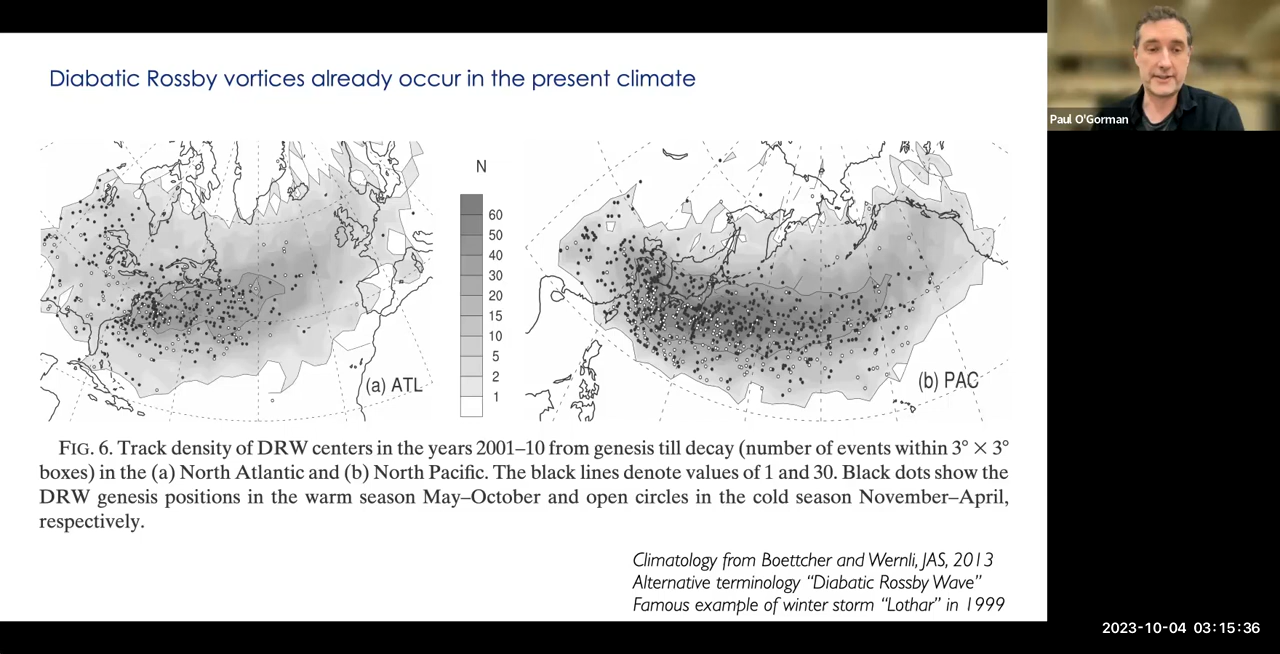 Diabatic Rossby vortices already occur in the present climate
Paul O'Gorman
N
60
50
40
30
20
15
10
5
2
1
(a) ATL
(b) PAC
FIG. 6. Track density of DRW centers in the years 2001–10 from genesis till decay (number of events within 3° × 3°
boxes) in the (a) North Atlantic and (b) North Pacific. The black lines denote values of 1 and 30. Black dots show the
DRW genesis positions in the warm season May–October and open circles in the cold season November–April,
respectively.
Climatology from Boettcher and Wernli, JAS, 2013
Alternative terminology “Diabatic Rossby Wave”
Famous example of winter storm “Lothar” in 1999
2023-10-04 03:15:36